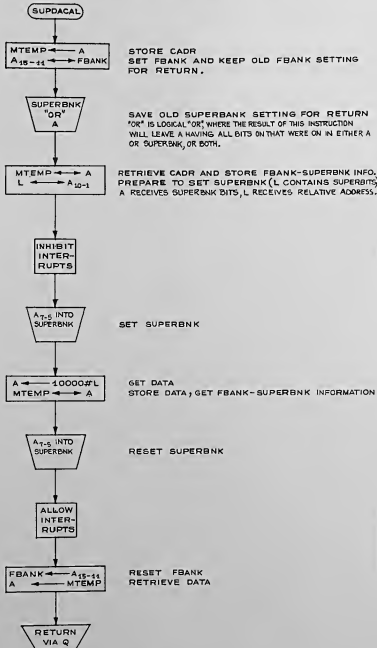 SUPDACAL
MTEMP ← A
A15-11 ←→ FBANK
STORE CADR
SET FBANK AND KEEP OLD FBANK SETTING
FOR RETURN.
SUPERBNK
"OR"
A
SAVE OLD SUPERBANK SETTING FOR RETURN
"OR" IS LOGICAL "OR", WHERE THE RESULT OF THIS INSTRUCTION
WILL LEAVE A HAVING ALL BITS ON THAT WERE ON IN EITHER A
OR SUPERBNK, OR BOTH.
MTEMP ←→ A
L ←→ A10-1
RETRIEVE CADR AND STORE FBANK-SUPERBNK INFO.
PREPARE TO SET SUPERBNK (L CONTAINS SUPERBITS)
A RECEIVES SUPERBNK BITS, L RECEIVES RELATIVE ADDRESS.
INHIBIT
INTER-
RUPTS
A7-5 INTO
SUPERBNK
SET SUPERBNK
A ← 10000#L
MTEMP ←→ A
GET DATA
STORE DATA, GET FBANK-SUPERBNK INFORMATION
A7-5 INTO
SUPERBNK
RESET SUPERBNK
ALLOW
INTER-
RUPTS
FBANK ← A15-11
A ← MTEMP
RESET FBANK
RETRIEVE DATA
RETURN
VIA Q